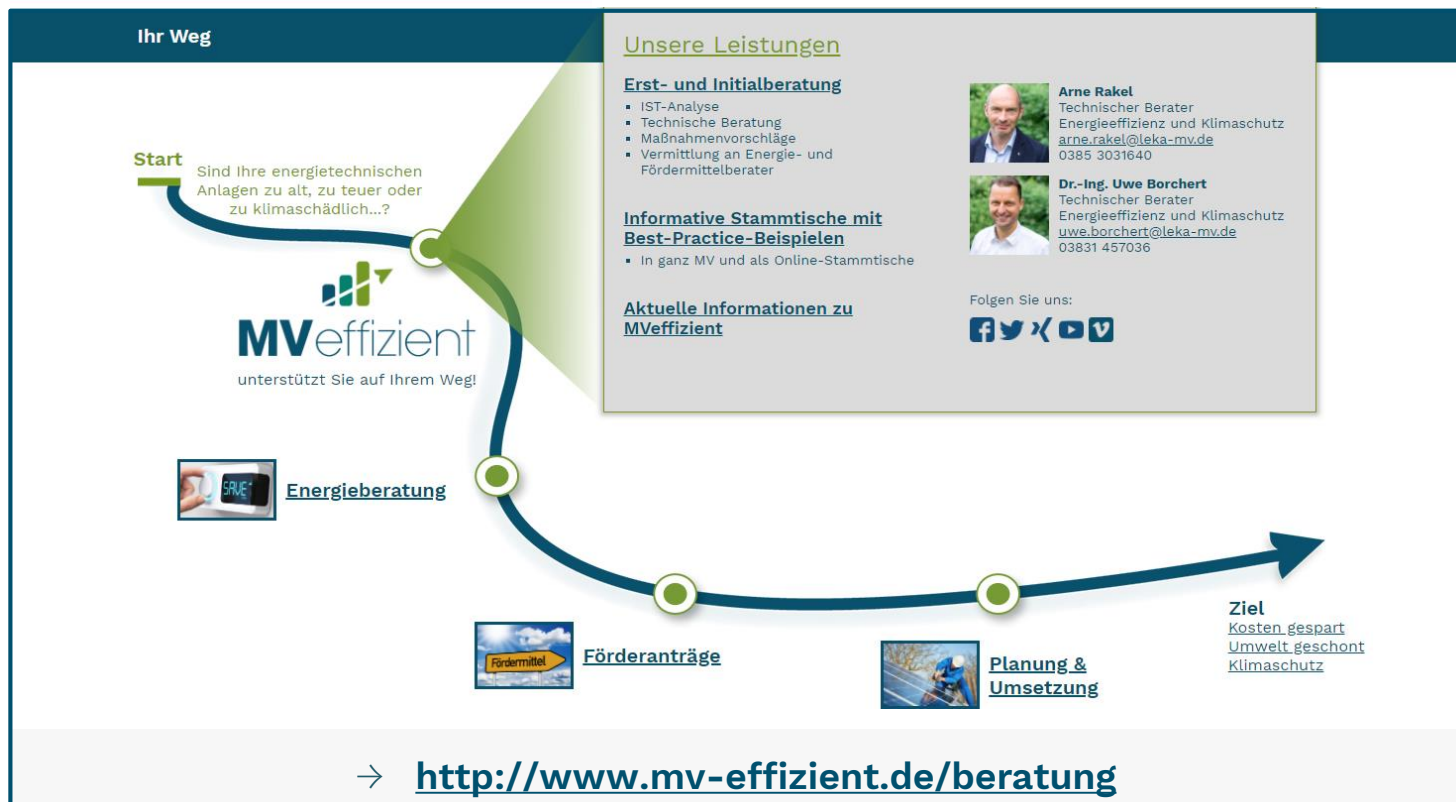 Ihr Weg
Unsere Leistungen
Erst- und Initialberatung
▪ IST-Analyse
▪ Technische Beratung
▪ Maßnahmenvorschläge
▪ Vermittlung an Energie- und
Fördermittelberater
Informative Stammtische mit
Best-Practice-Beispielen
▪ In ganz MV und als Online-Stammtische
Aktuelle Informationen zu
MVeffizient
Arne Rakel
Technischer Berater
Energieeffizienz und Klimaschutz
arne.rakel@leka-mv.de
0385 3031640
Dr.-Ing. Uwe Borchert
Technischer Berater
Energieeffizienz und Klimaschutz
uwe.borchert@leka-mv.de
03831 457036
Folgen Sie uns:
Start
Sind Ihre energietechnischen
Anlagen zu alt, zu teuer oder
zu klimaschädlich...?
MVeffizient
unterstützt Sie auf Ihrem Weg!
SAVE
Energieberatung
Fördermittel
Förderanträge
Planung &
Umsetzung
Ziel
Kosten gespart
Umwelt geschont
Klimaschutz
→ http://www.mv-effizient.de/beratung